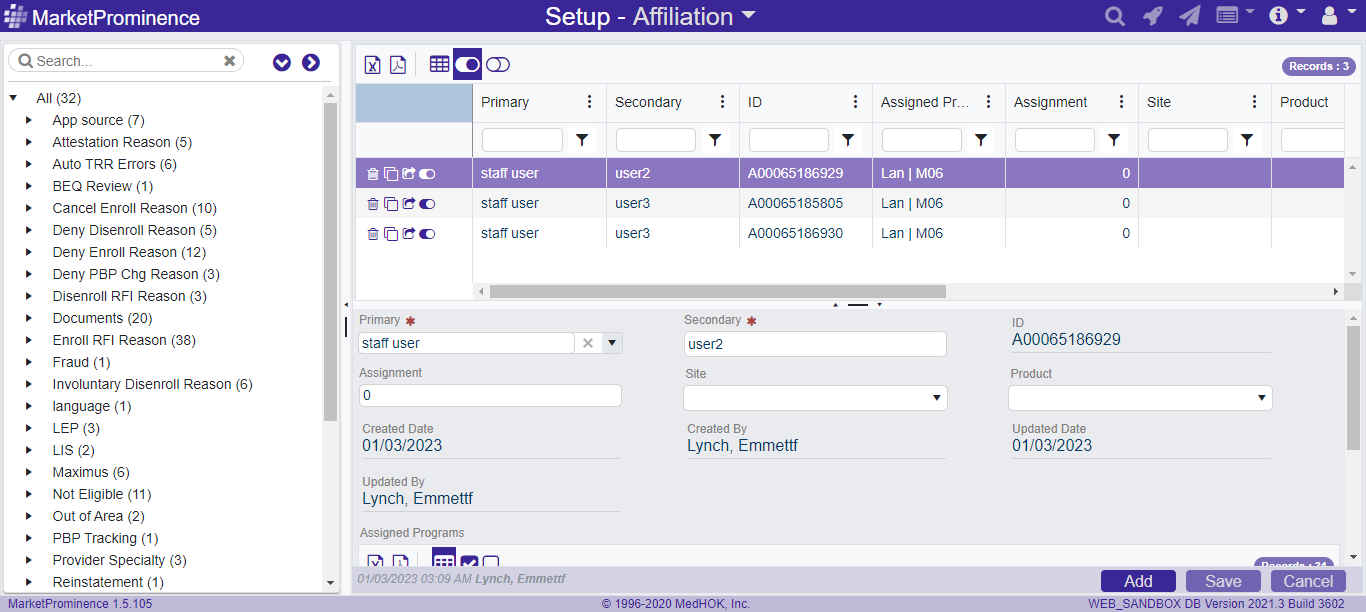 MarketProminence
Setup - Affiliation
Search...
All (32)
App source (7)
Attestation Reason (5)
Auto TRR Errors (6)
BEQ Review (1)
Cancel Enroll Reason (10)
Deny Disenroll Reason (5)
Deny Enroll Reason (12)
Deny PBP Chg Reason (3)
Disenroll RFI Reason (3)
Documents (20)
Enroll RFI Reason (38)
Fraud (1)
Involuntary Disenroll Reason (6)
language (1)
LEP (3)
LIS (2)
Maximus (6)
Not Eligible (11)
Out of Area (2)
PBP Tracking (1)
Provider Specialty (3)
Reinstatement (1)
Records : 3
Primary Secondary ID Assigned Pr... Assignment Site Product
staff user user2 A00065186929 Lan | M06 0
staff user user3 A00065185805 Lan | M06 0
staff user user3 A00065186930 Lan | M06 0
Primary * Secondary * ID
staff user user2 A00065186929
Assignment Site Product
0
Created Date Created By Updated Date
01/03/2023 Lynch, Emmettf 01/03/2023
Updated By
Lynch, Emmettf
Assigned Programs
Records : 24
01/03/2023 03:09 AM Lynch, Emmettf
Add Save Cancel
MarketProminence 1.5.105 © 1996-2020 MedHOK, Inc. WEB_SANDBOX DB Version 2021.3 Build 3602